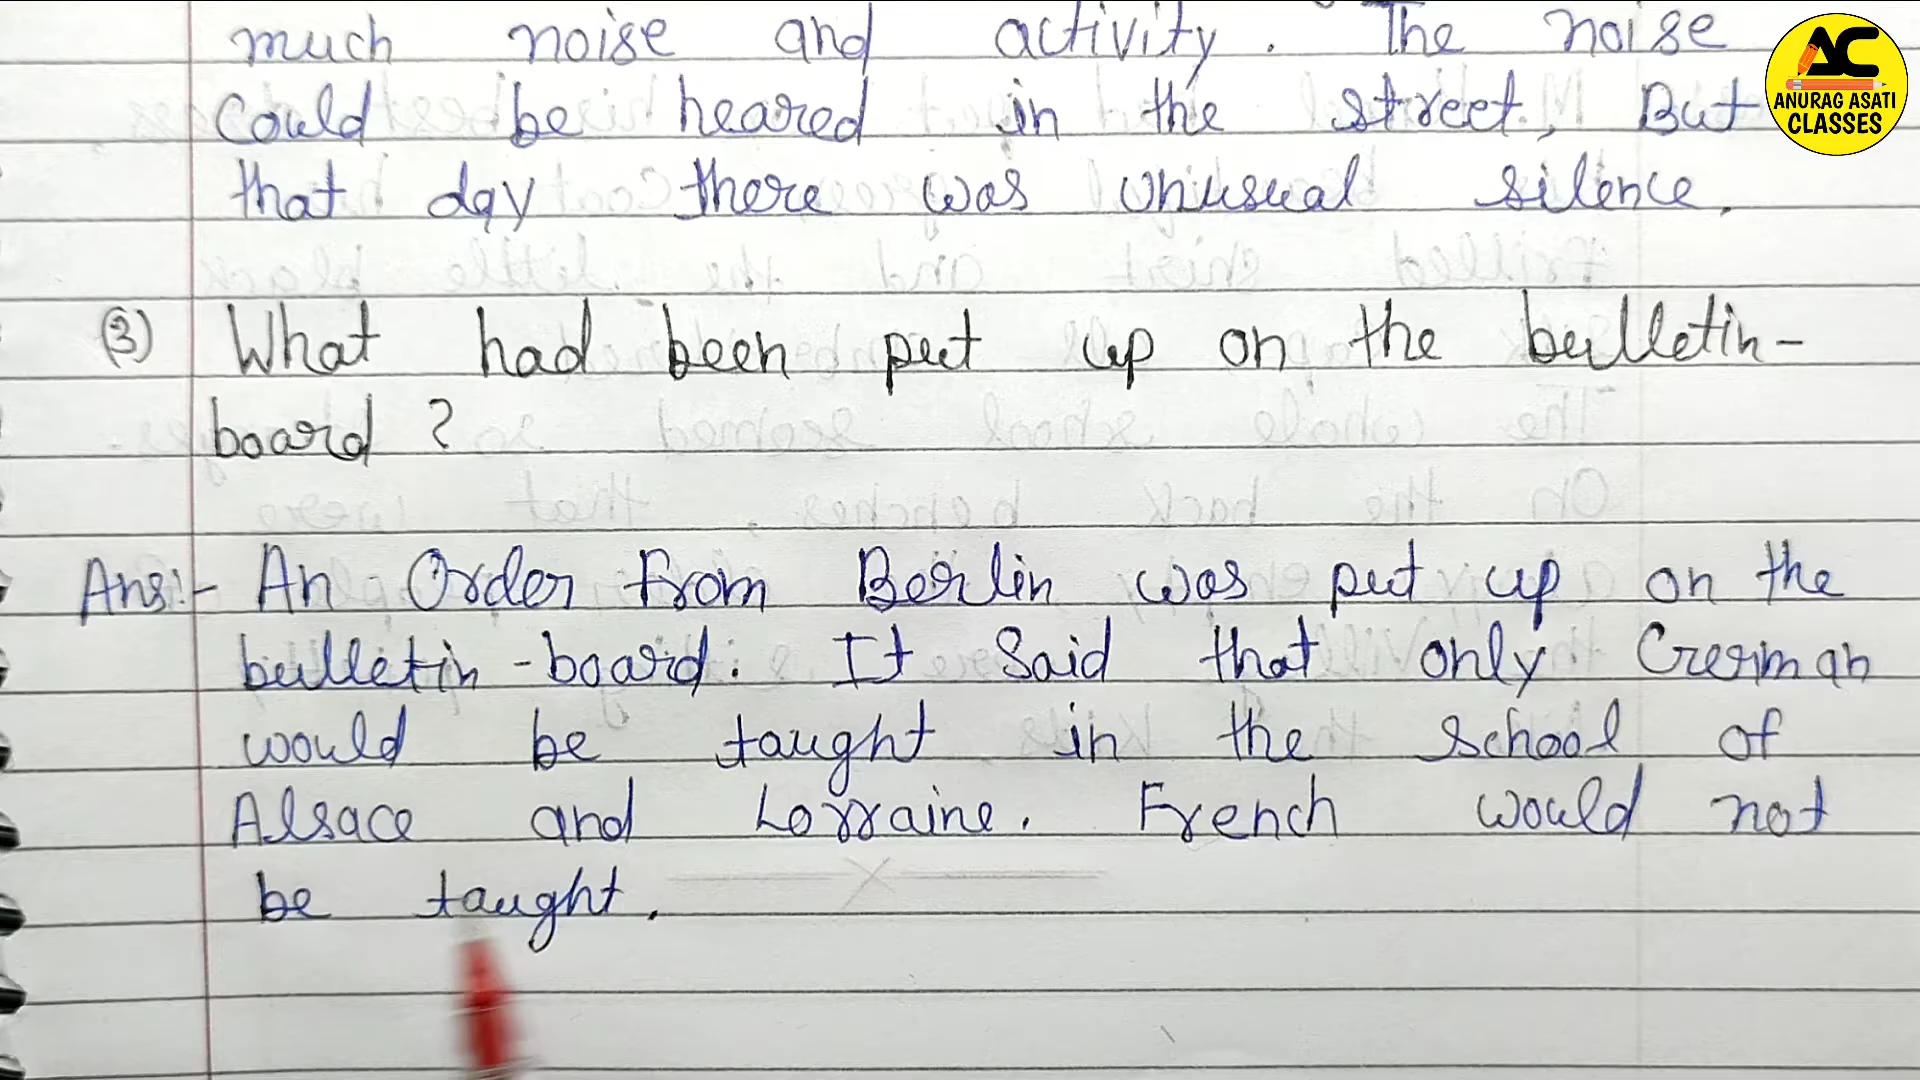 much noise and activity. The noise
Could be heared in the street, But
that day there was unusual silence.
(3) What had been put up on the bulletin-
board?
Ans:- An Order from Berlin was put up on the
bulletin-board. It Said that only German
would be taught in the school of
Alsace and Lorraine. French would not
be taught.
AC
ANURAG ASATI
CLASSES